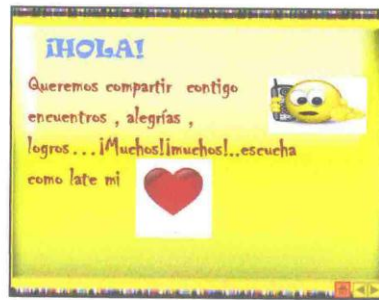 ¡HOLA!
Queremos compartir contigo
encuentros , alegrías ,
logros...¡Muchos!¡muchos!..escucha
como late mi